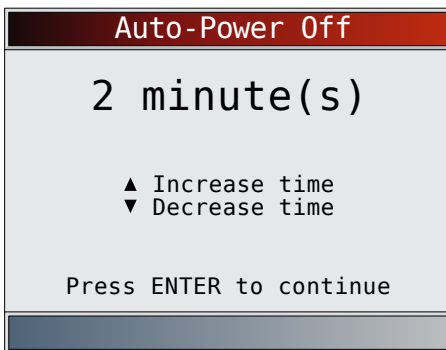 Auto-Power Off
2 minute(s)
▲ Increase time
▼ Decrease time
Press ENTER to continue